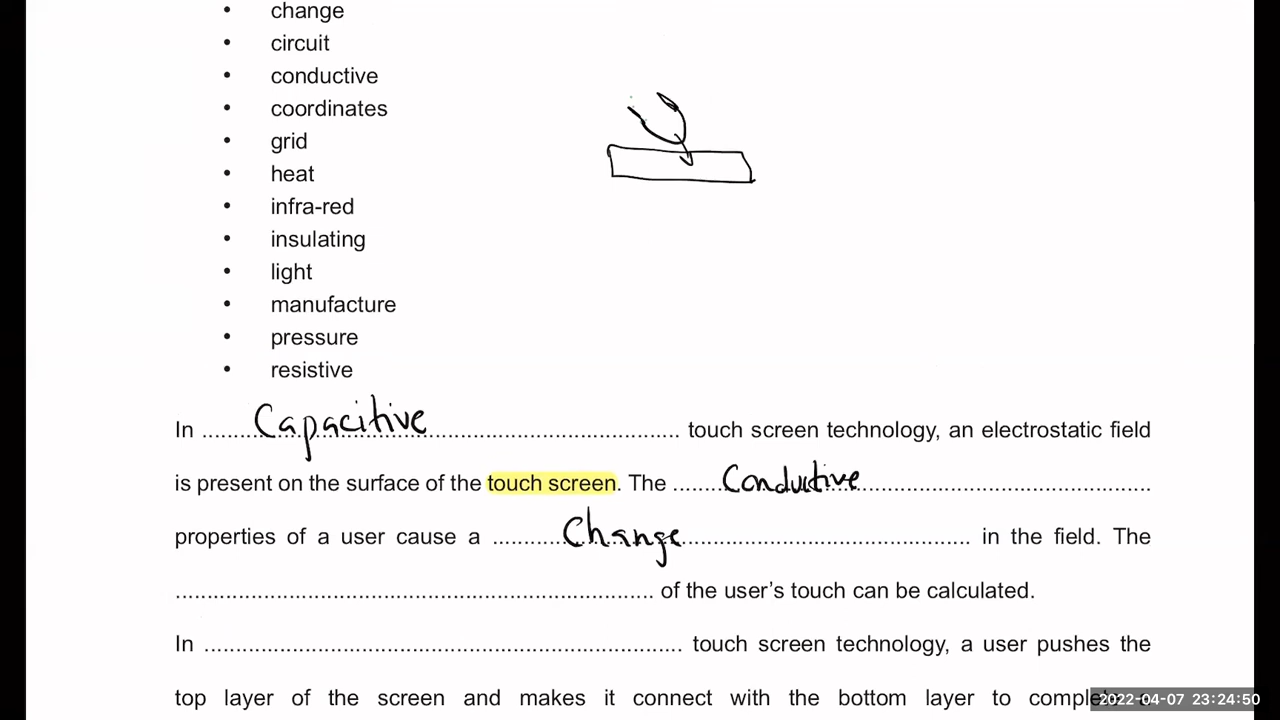 • change
• circuit
• conductive
• coordinates
• grid
• heat
• infra-red
• insulating
• light
• manufacture
• pressure
• resistive
In ..........Capacitive.......................................... touch screen technology, an electrostatic field
is present on the surface of the touch screen. The ........Conductive..............................................
properties of a user cause a ...........Change.............................................. in the field. The
............................................................................ of the user's touch can be calculated.
In ............................................................................ touch screen technology, a user pushes the
top layer of the screen and makes it connect with the bottom layer to complete a
2022-04-07 23:24:50